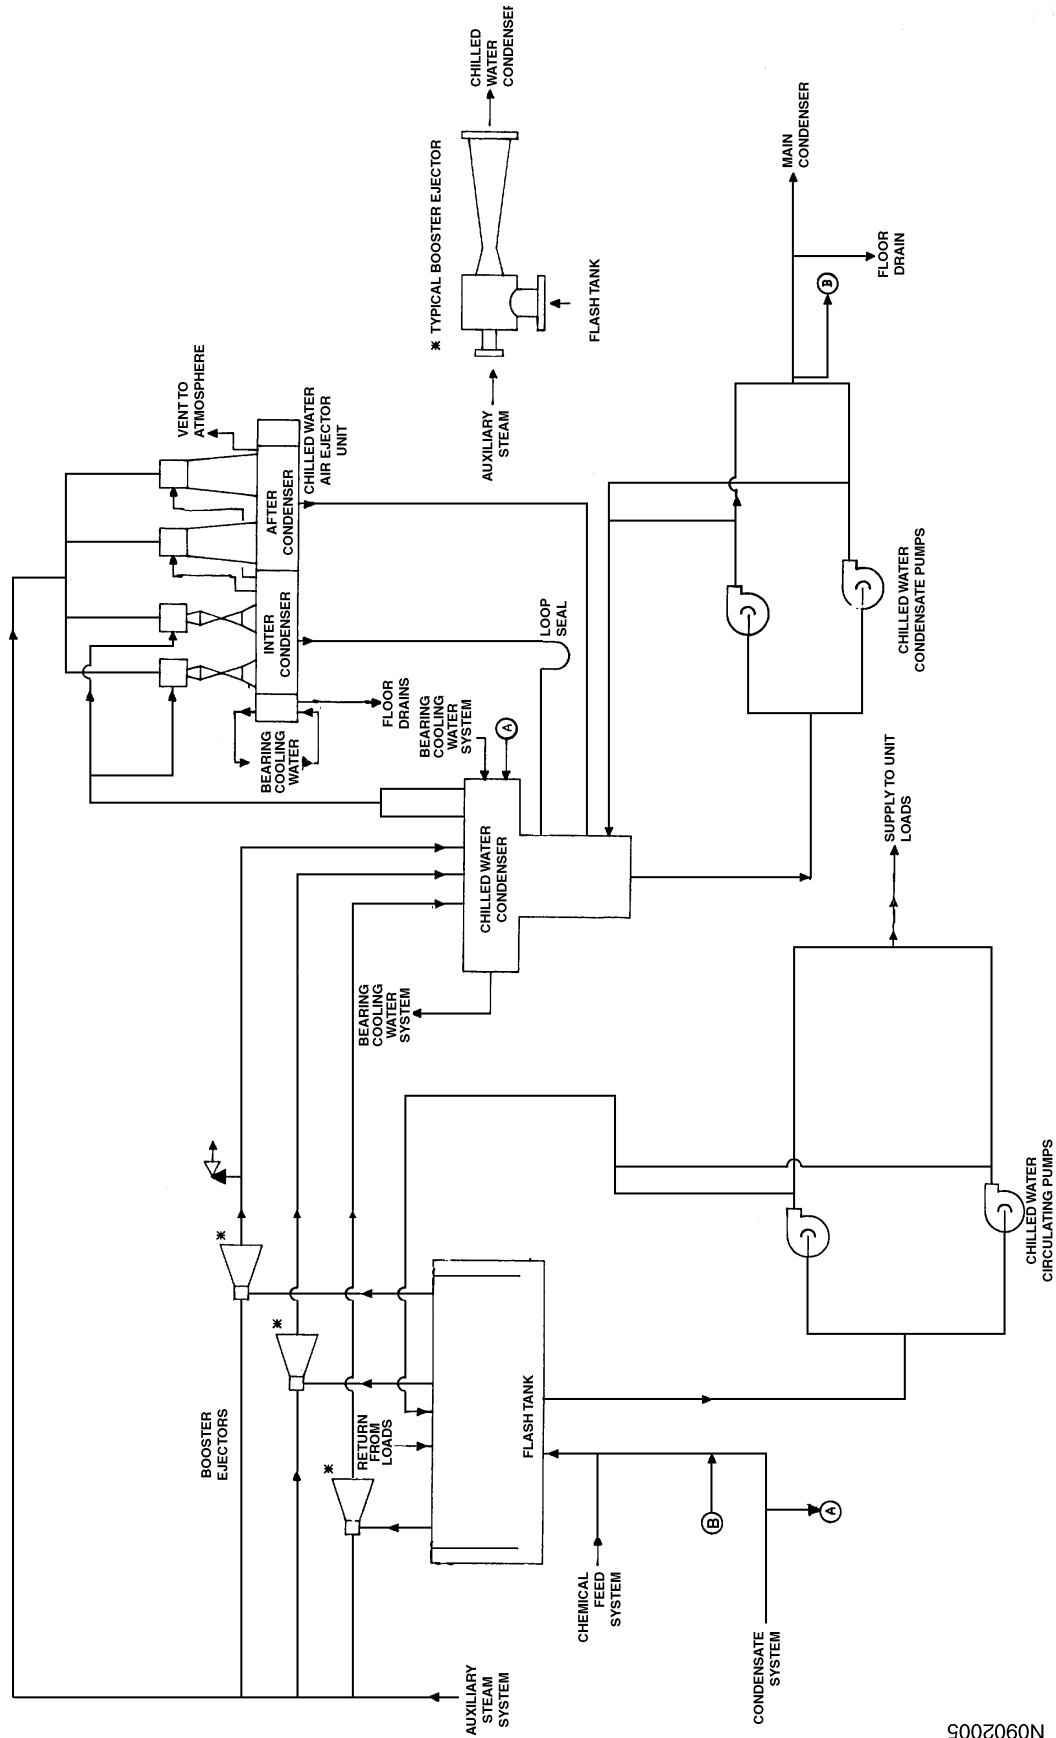 CHILLED
WATER
CONDENSER
✱ TYPICAL BOOSTER EJECTOR
FLASH TANK
AUXILIARY
STEAM
MAIN
CONDENSER
FLOOR
DRAIN
B
VENT TO
ATMOSPHERE
CHILLED WATER
AIR EJECTOR
UNIT
AFTER
CONDENSER
INTER
CONDENSER
LOOP
SEAL
FLOOR
DRAINS
BEARING
COOLING
WATER
BEARING
COOLING
WATER
SYSTEM
A
CHILLED WATER
CONDENSATE PUMPS
CHILLED WATER
CONDENSER
SUPPLY TO UNIT
LOADS
BEARING
COOLING
WATER
SYSTEM
CHILLED WATER
CIRCULATING PUMPS
✱
✱
✱
BOOSTER
EJECTORS
RETURN
FROM
LOADS
FLASH TANK
B
A
CHEMICAL
FEED
SYSTEM
CONDENSATE
SYSTEM
AUXILIARY
STEAM
SYSTEM
N0902005